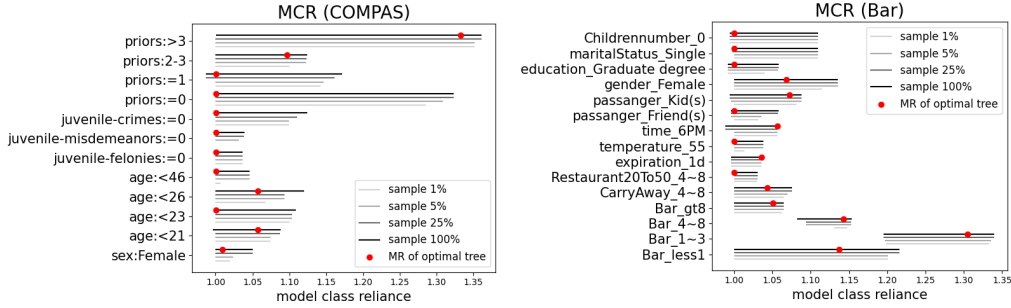 MCR (COMPAS)
priors:>3
priors:2-3
priors:=1
priors:=0
juvenile-crimes:=0
juvenile-misdemeanors:=0
juvenile-felonies:=0
age:<46
age:<26
age:<23
age:<21
sex:Female
sample 1%
sample 5%
sample 25%
sample 100%
MR of optimal tree
1.00 1.05 1.10 1.15 1.20 1.25 1.30 1.35
model class reliance
MCR (Bar)
Childrennumber_0
maritalStatus_Single
education_Graduate degree
gender_Female
passanger_Kid(s)
passanger_Friend(s)
time_6PM
temperature_55
expiration_1d
Restaurant20To50_4~8
CarryAway_4~8
Bar_gt8
Bar_4~8
Bar_1~3
Bar_less1
sample 1%
sample 5%
sample 25%
sample 100%
MR of optimal tree
1.00 1.05 1.10 1.15 1.20 1.25 1.30 1.35
model class reliance